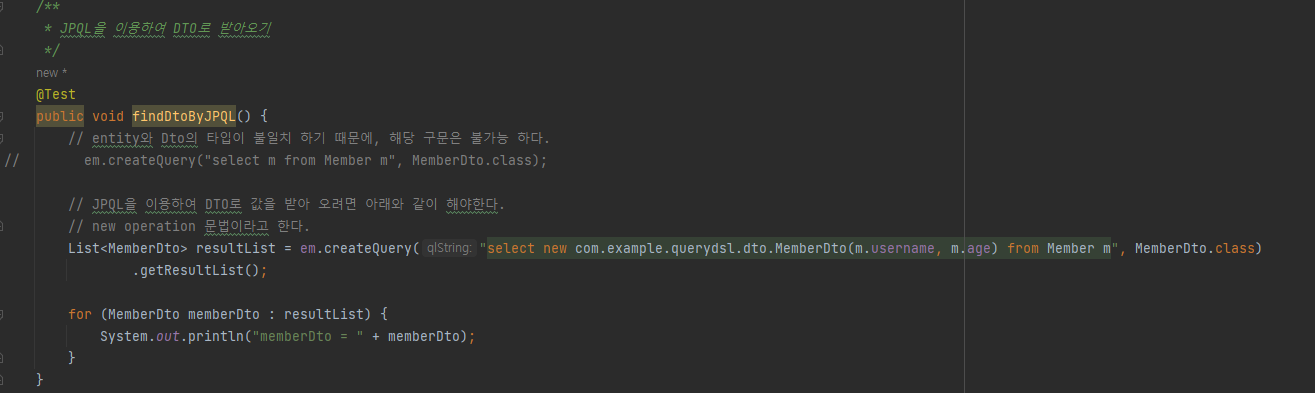 /**
* JPQL을 이용하여 DTO로 받아오기
*/
new *
@Test
public void findDtoByJPQL() {
// entity와 Dto의 타입이 불일치 하기 때문에, 해당 구문은 불가능 하다.
// em.createQuery("select m from Member m", MemberDto.class);
// JPQL을 이용하여 DTO로 값을 받아 오려면 아래와 같이 해야한다.
// new operation 문법이라고 한다.
List<MemberDto> resultList = em.createQuery( qlString: "select new com.example.querydsl.dto.MemberDto(m.username, m.age) from Member m", MemberDto.class)
.getResultList();
for (MemberDto memberDto : resultList) {
System.out.println("memberDto = " + memberDto);
}
}